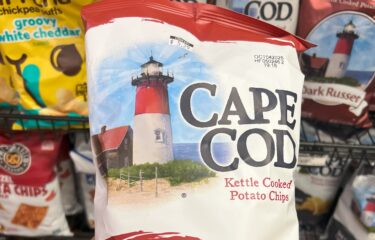 chickpea puffs
groovy
white cheddar
CAPE
COD
Kettle Cooked
Potato Chips
COD
Dark Russet
CHIPS